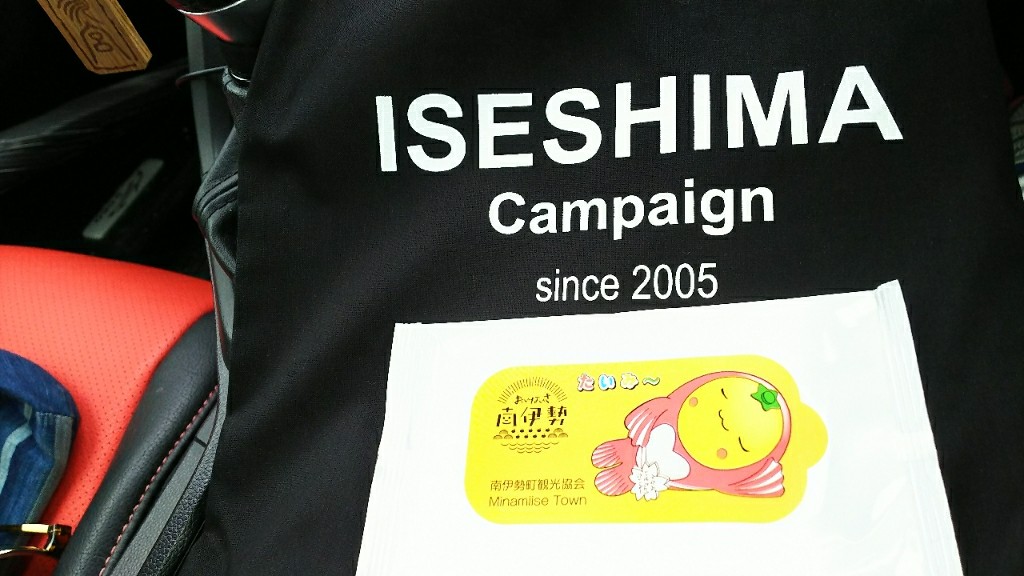 ISESHIMA
Campaign
since 2005
たいみ～
南伊勢
南伊勢町観光協会
MinamiIse Town